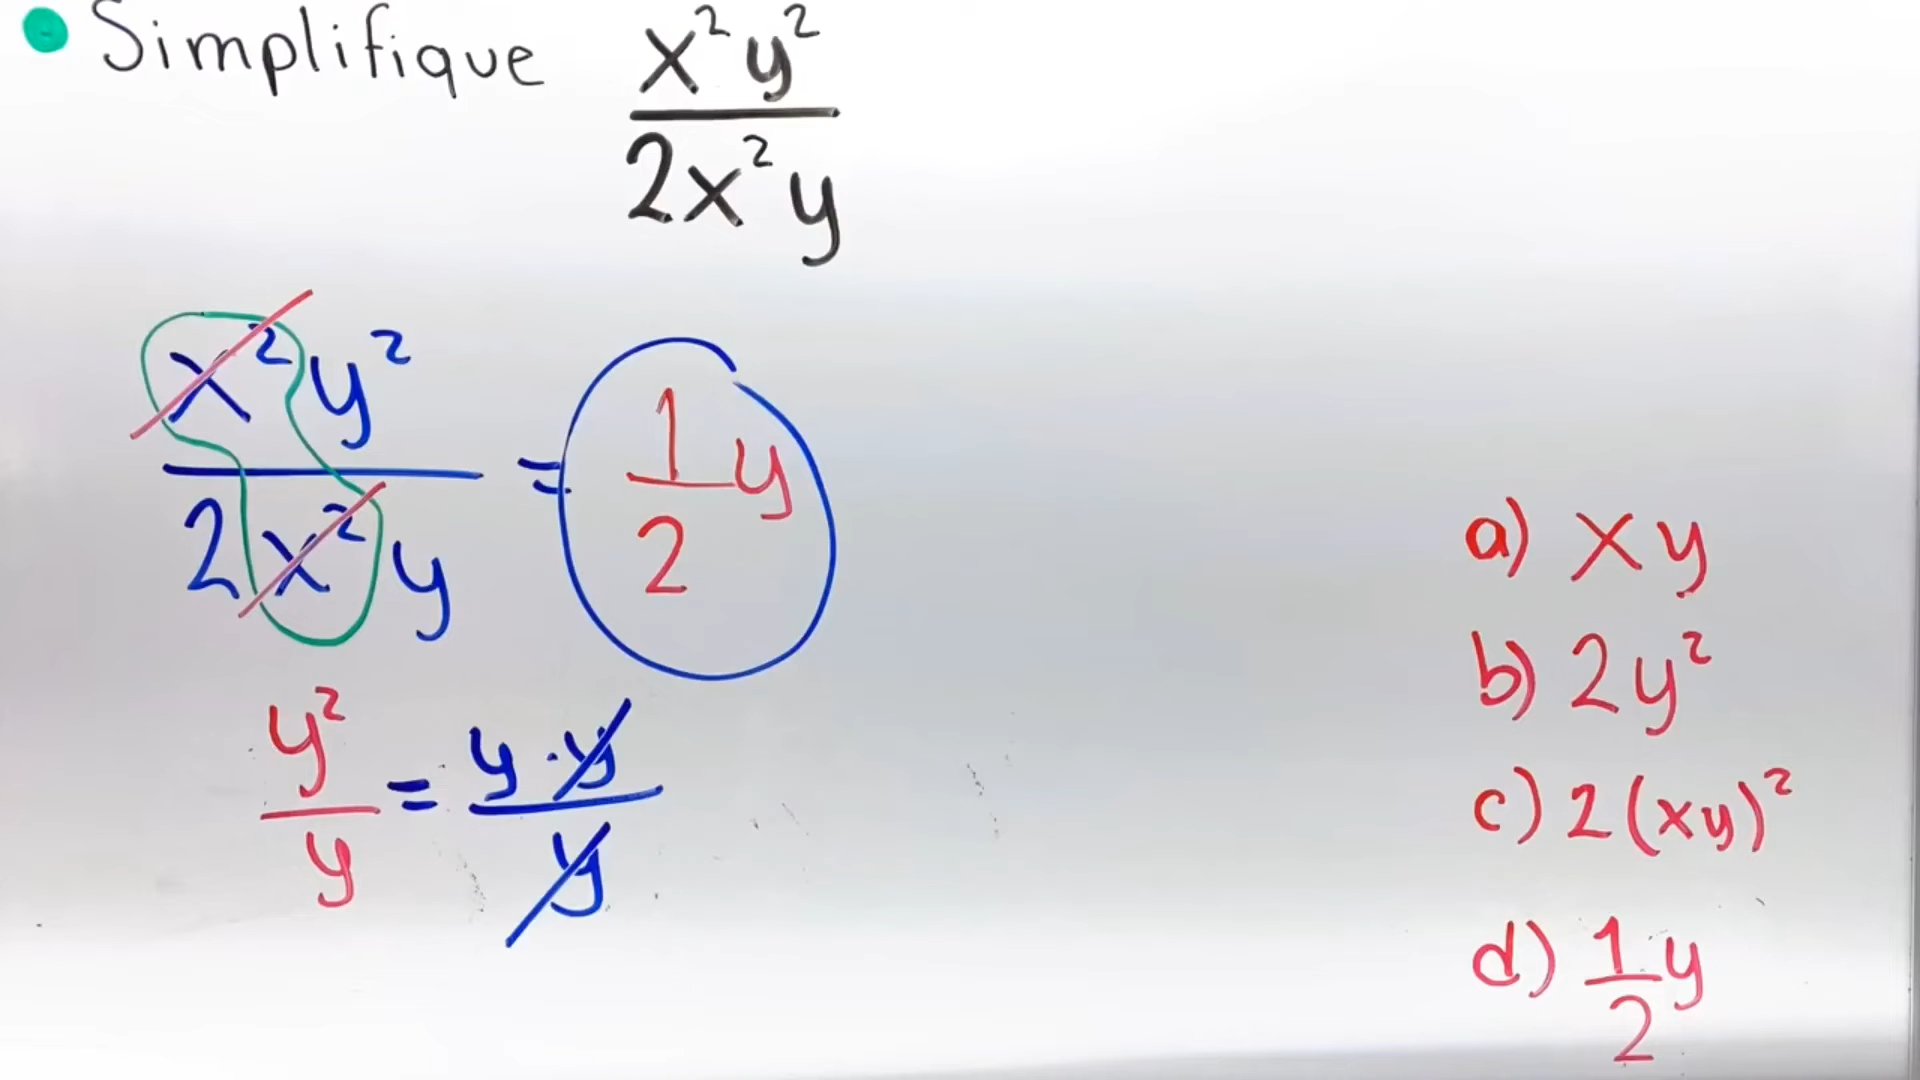 Simplifique x²y² / 2x²y
x²y² / 2x²y = 1/2 y
y² / y = y · y / y
a) xy
b) 2y²
c) 2(xy)²
d) 1/2 y